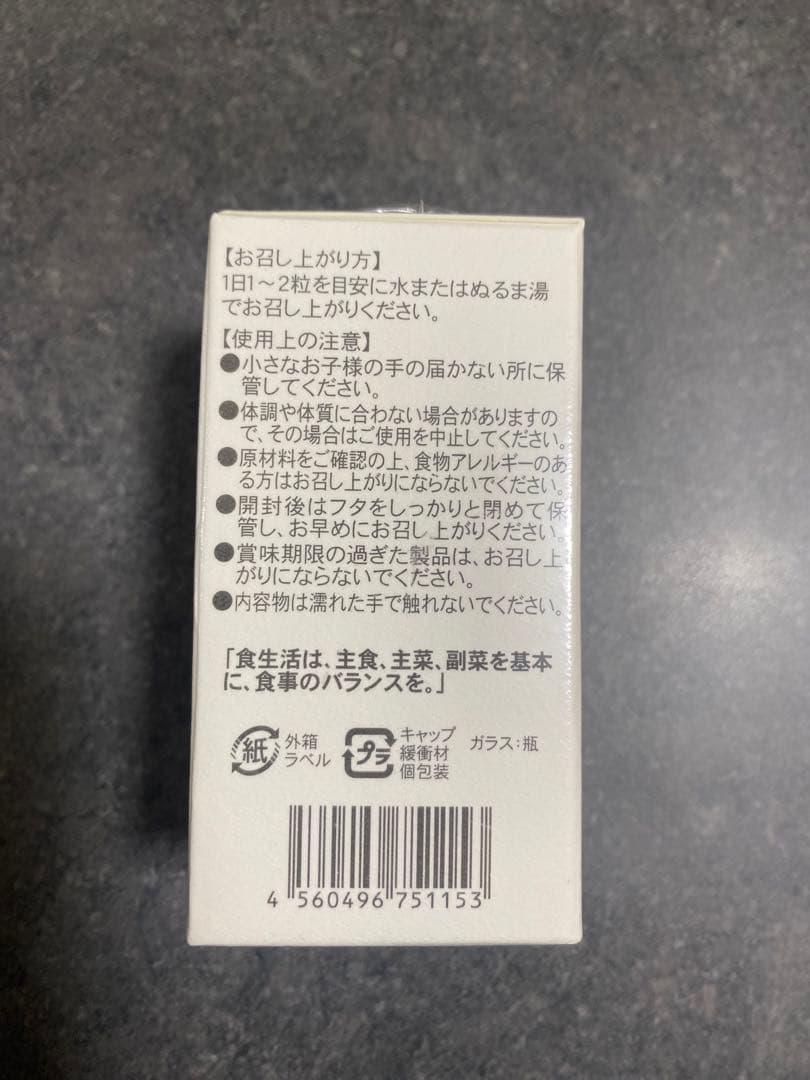 【お召し上がり方】
1日1～2粒を目安に水またはぬるま湯
でお召し上がりください。
【使用上の注意】
●小さなお子様の手の届かない所に保
管してください。
●体調や体質に合わない場合がありますの
で、その場合はご使用を中止してください。
●原材料をご確認の上、食物アレルギーのあ
る方はお召し上がりにならないでください。
●開封後はフタをしっかりと閉めて保
管し、お早めにお召し上がりください。
●賞味期限の過ぎた製品は、お召し上
がりにならないでください。
●内容物は濡れた手で触れないでください。
「食生活は、主食、主菜、副菜を基本
に、食事のバランスを。」
紙
外箱
ラベル
プラ
キャップ
緩衝材
個包装
ガラス：瓶
4 560496 751153